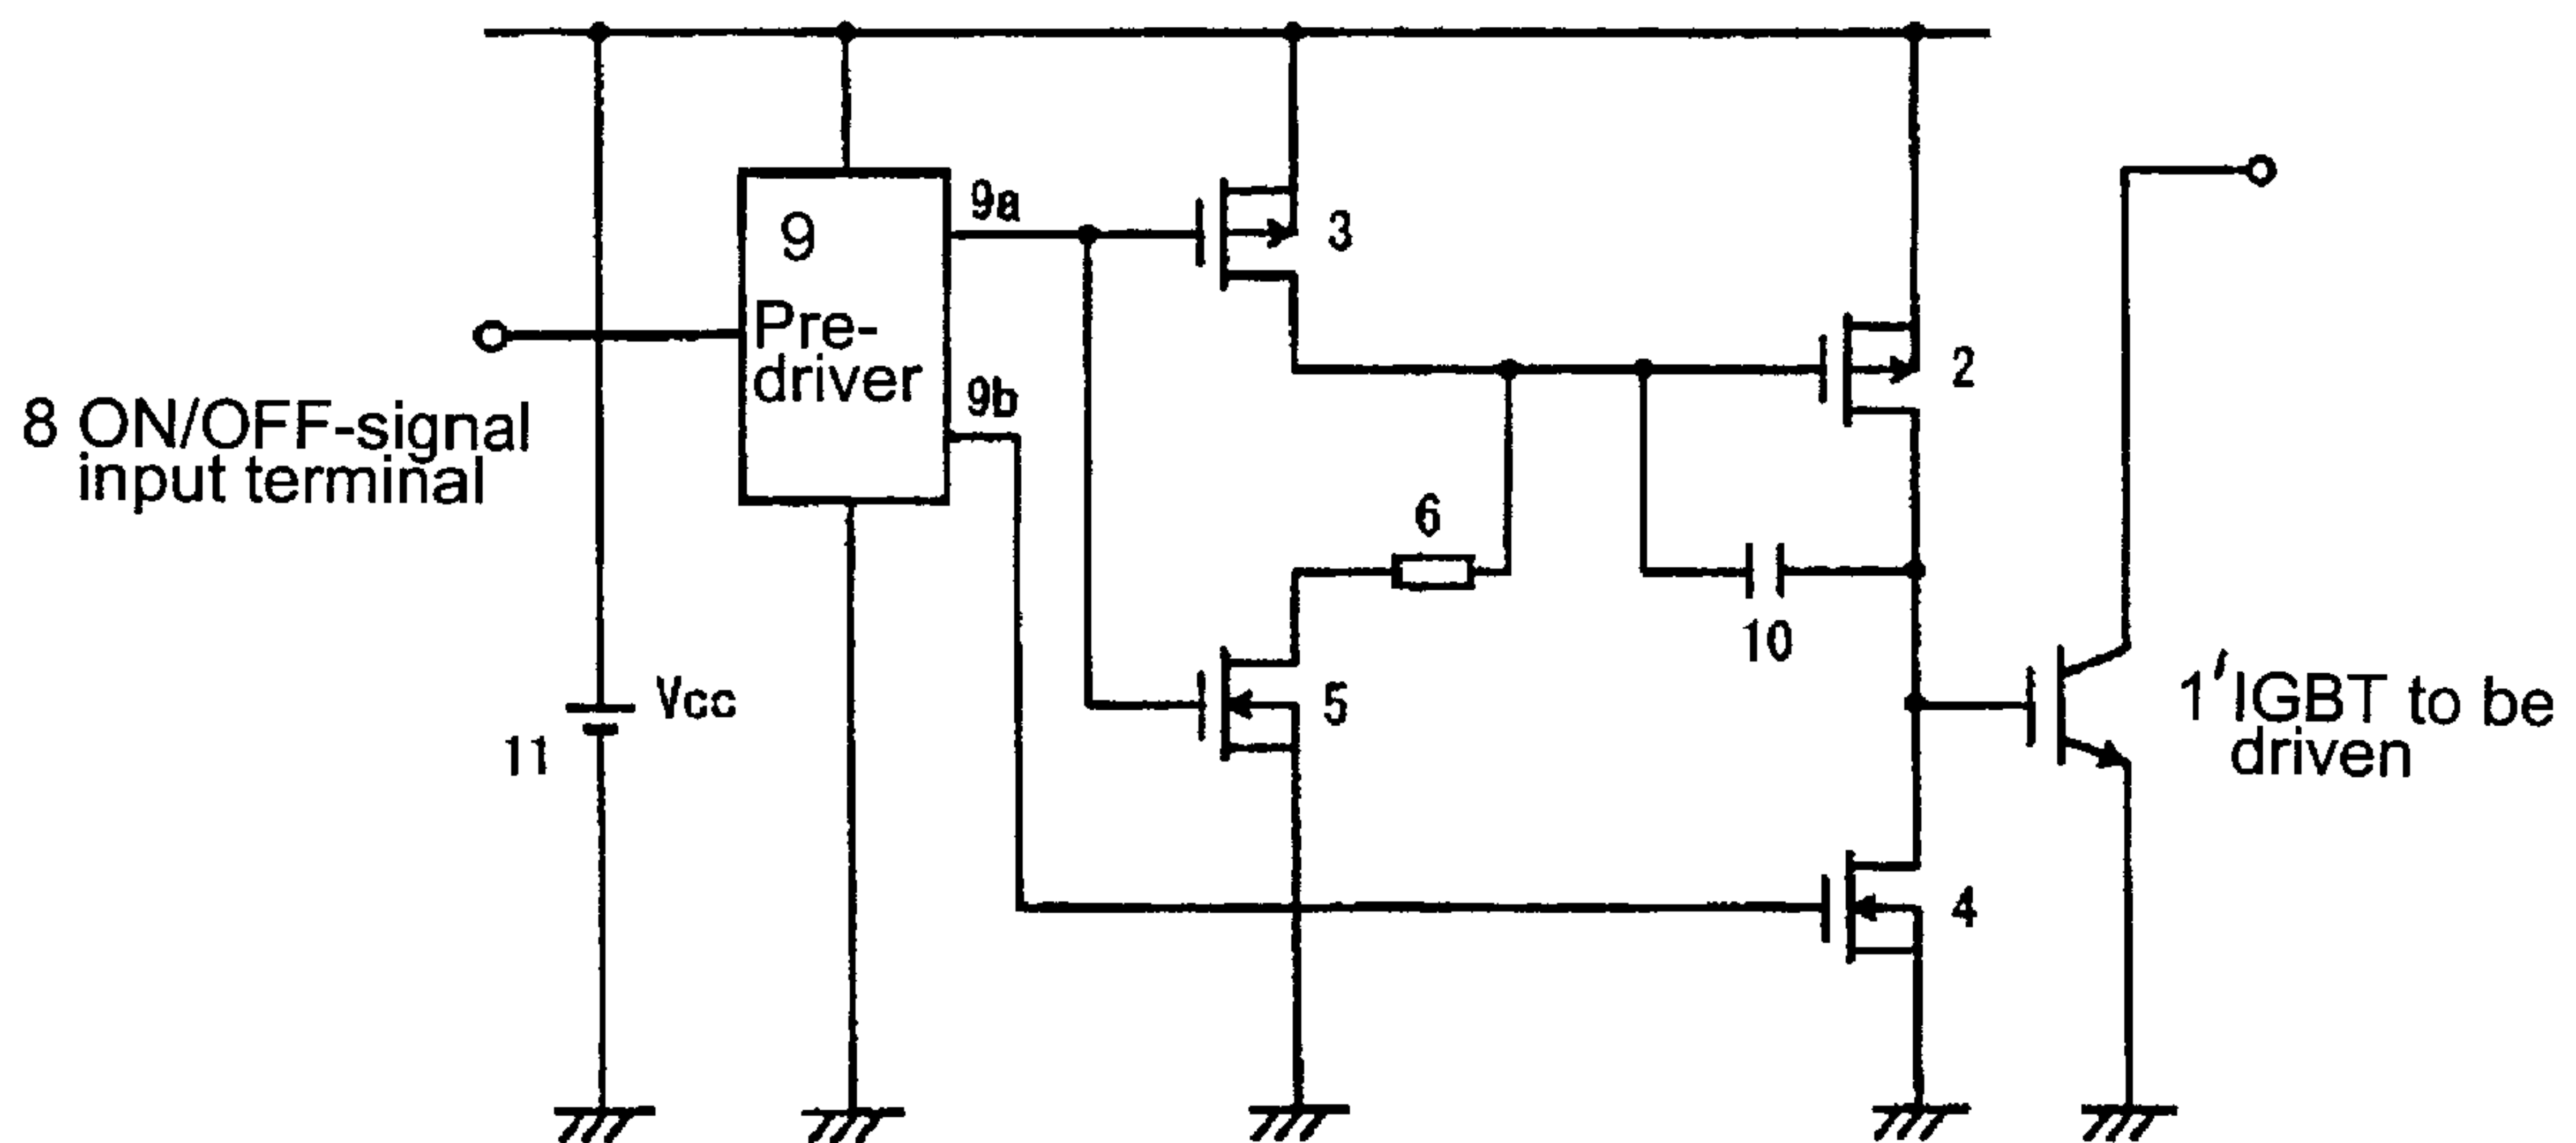 9a
3
9
Pre-
driver
2
9b
8 ON/OFF-signal
input terminal
6
10
Vcc
11
5
1' IGBT to be
driven
4